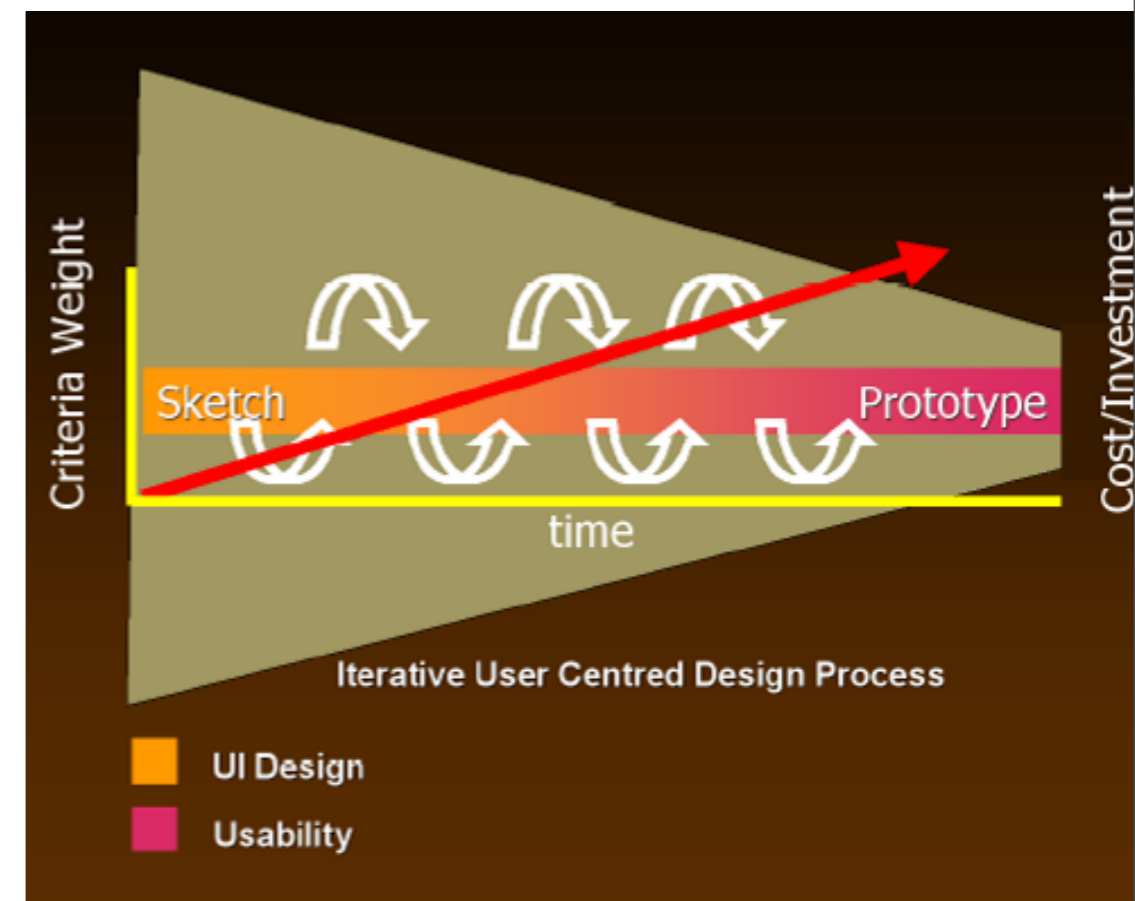 Criteria Weight
Sketch
Prototype
Cost/Investment
time
Iterative User Centred Design Process
UI Design
Usability